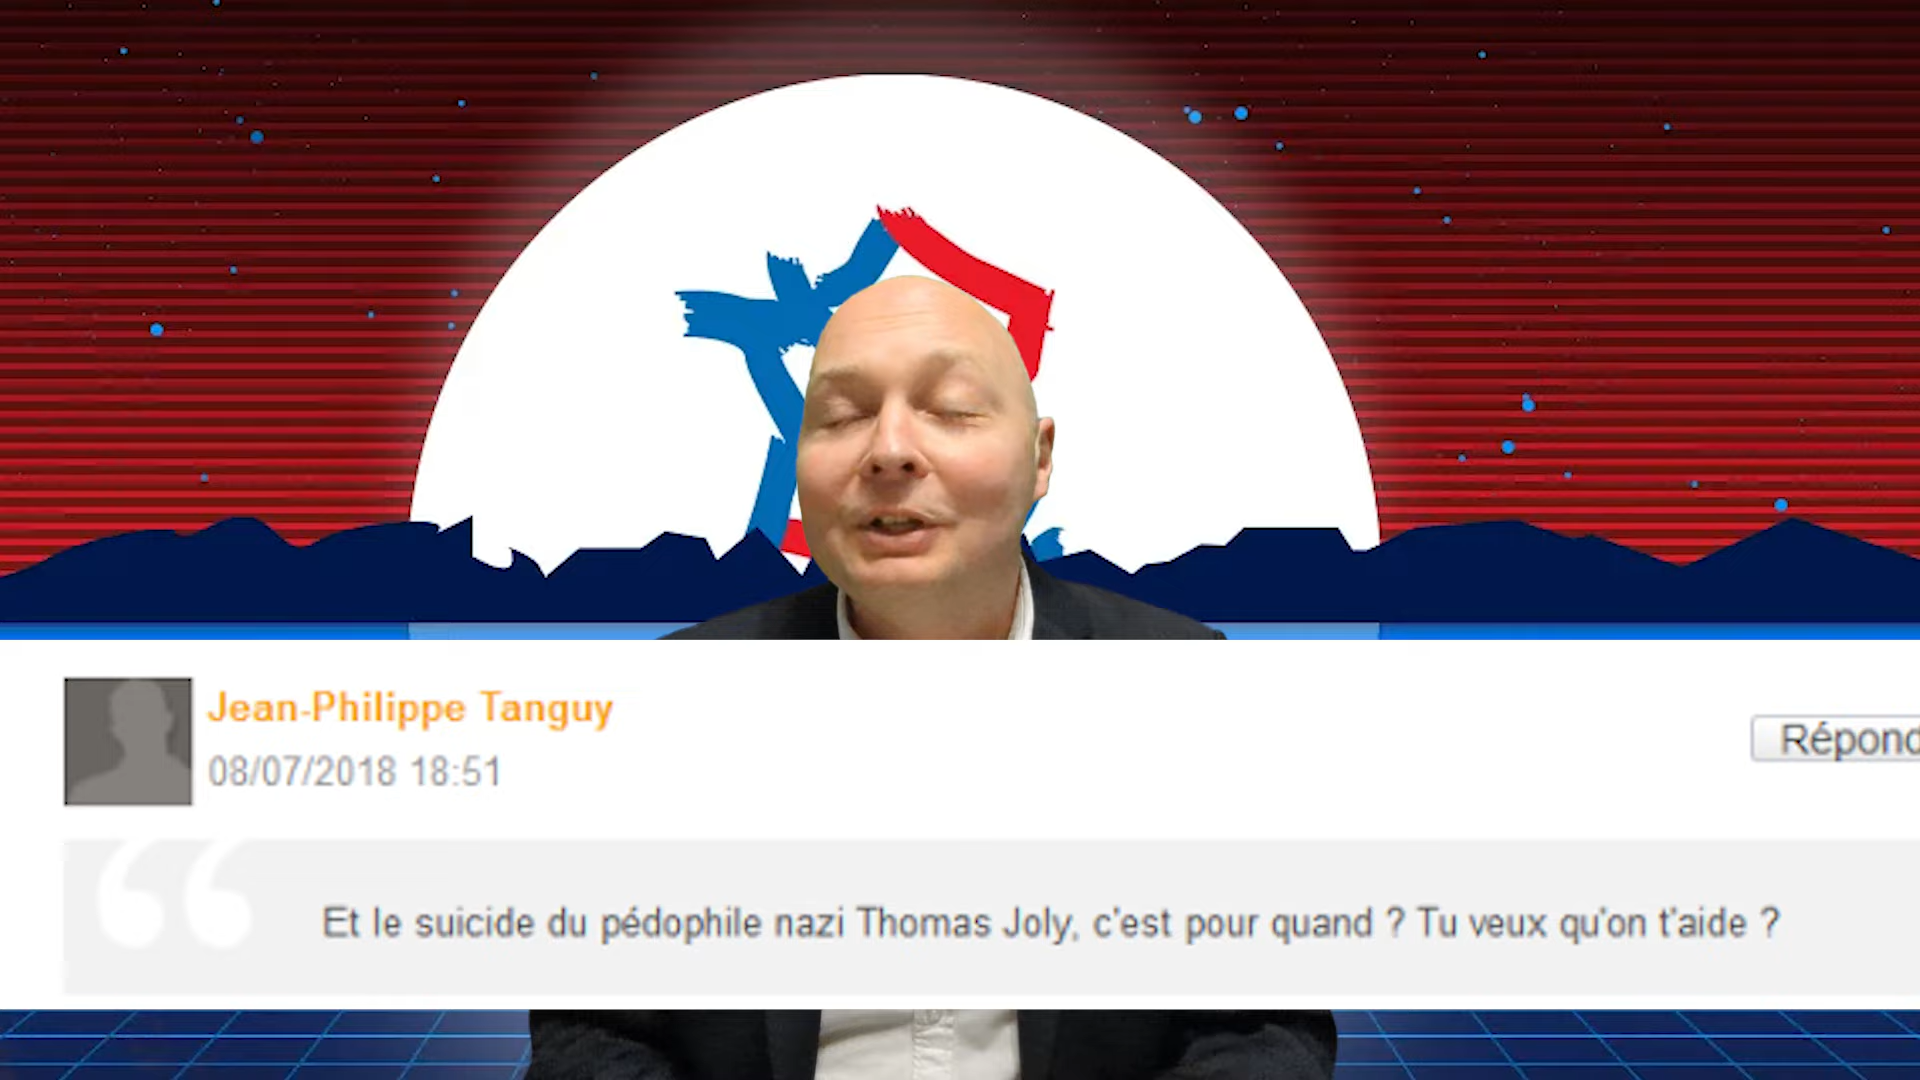 Jean-Philippe Tanguy
08/07/2018 18:51
Répond
Et le suicide du pédophile nazi Thomas Joly, c'est pour quand ? Tu veux qu'on t'aide ?